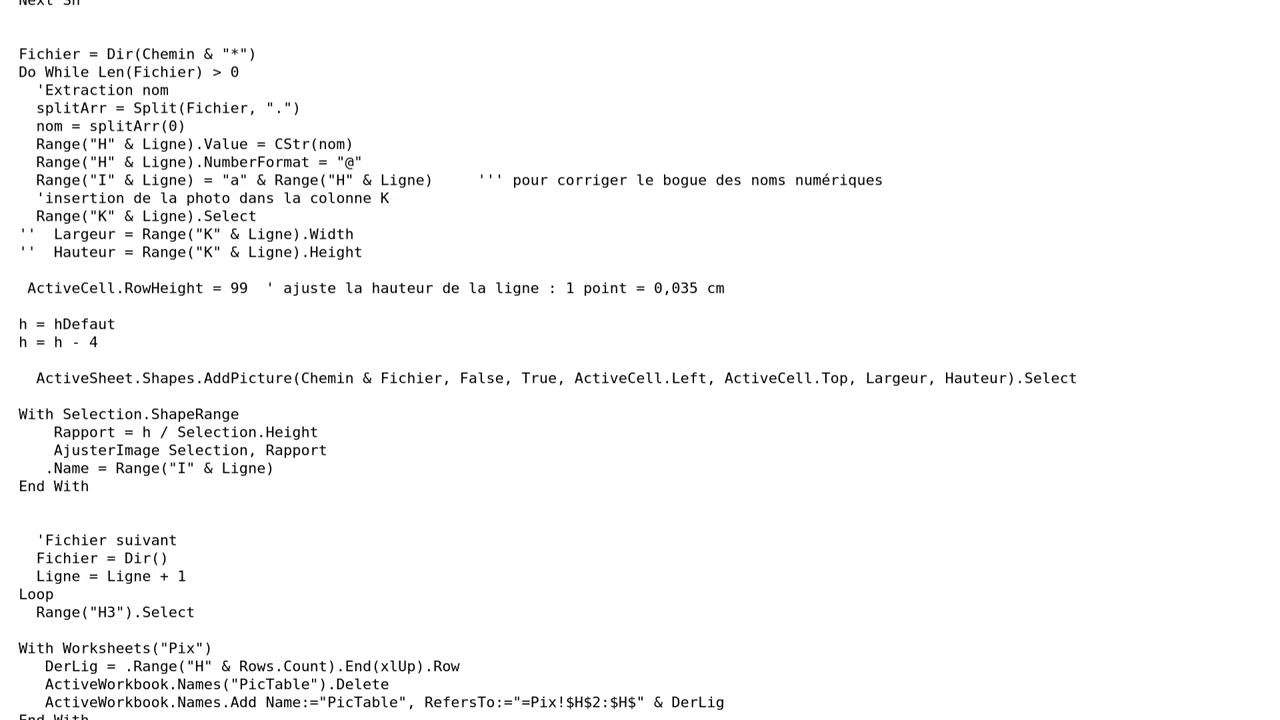 Next Sh
Fichier = Dir(Chemin & "*")
Do While Len(Fichier) > 0
'Extraction nom
splitArr = Split(Fichier, ".")
nom = splitArr(0)
Range("H" & Ligne).Value = CStr(nom)
Range("H" & Ligne).NumberFormat = "@"
Range("I" & Ligne) = "a" & Range("H" & Ligne)     ''' pour corriger le bogue des noms numériques
'insertion de la photo dans la colonne K
Range("K" & Ligne).Select
''  Largeur = Range("K" & Ligne).Width
''  Hauteur = Range("K" & Ligne).Height
ActiveCell.RowHeight = 99  ' ajuste la hauteur de la ligne : 1 point = 0,035 cm
h = hDefaut
h = h - 4
ActiveSheet.Shapes.AddPicture(Chemin & Fichier, False, True, ActiveCell.Left, ActiveCell.Top, Largeur, Hauteur).Select
With Selection.ShapeRange
Rapport = h / Selection.Height
AjusterImage Selection, Rapport
.Name = Range("I" & Ligne)
End With
'Fichier suivant
Fichier = Dir()
Ligne = Ligne + 1
Loop
Range("H3").Select
With Worksheets("Pix")
DerLig = .Range("H" & Rows.Count).End(xlUp).Row
ActiveWorkbook.Names("PicTable").Delete
ActiveWorkbook.Names.Add Name:="PicTable", RefersTo:="=Pix!$H$2:$H$" & DerLig
End With